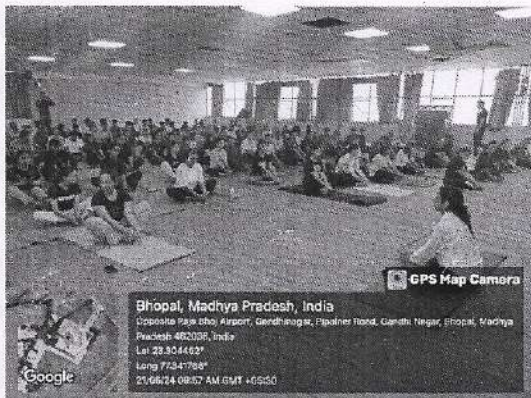 GPS Map Camera
Bhopal, Madhya Pradesh, India
Opposite Raja Bhoj Airport, Gandhinagar, Pipalner Road, Gandhi Nagar, Bhopal, Madhya
Pradesh 462036, India
Lat 23.304462°
Long 77.341768°
21/06/24 09:57 AM GMT +05:30
Google